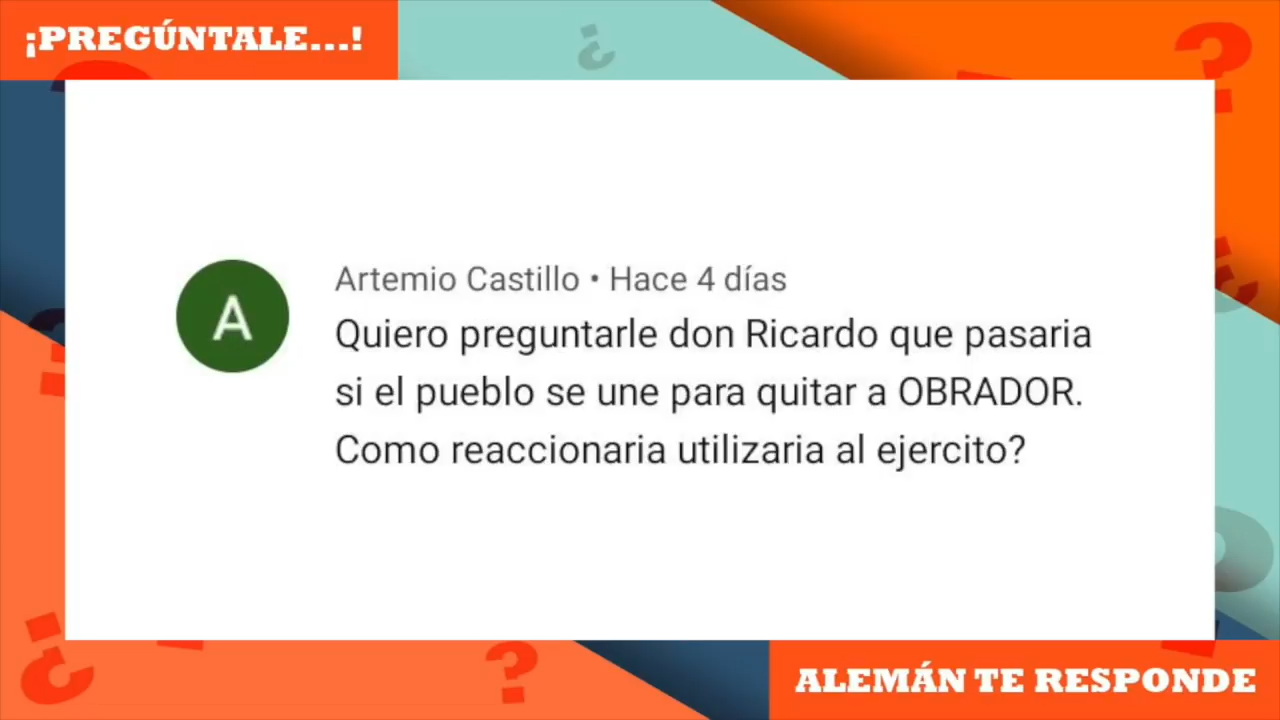 ¡PREGÚNTALE...!
A
Artemio Castillo • Hace 4 días
Quiero preguntarle don Ricardo que pasaria
si el pueblo se une para quitar a OBRADOR.
Como reaccionaria utilizaria al ejercito?
ALEMÁN TE RESPONDE